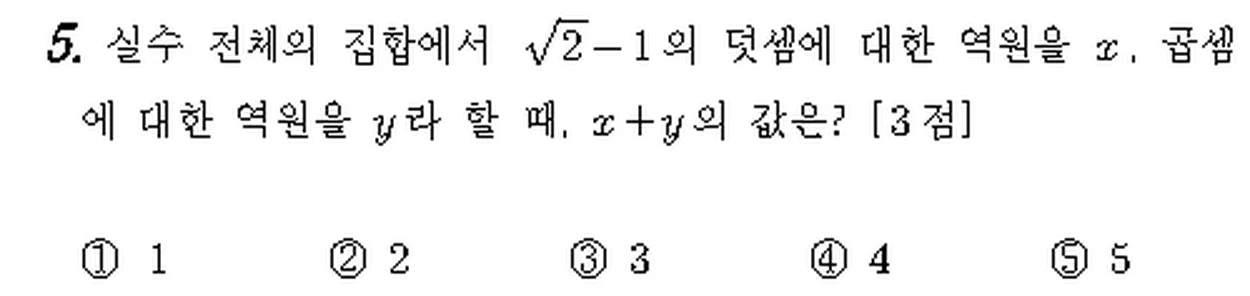 5. 실수 전체의 집합에서 √2-1의 덧셈에 대한 역원을 x, 곱셈
에 대한 역원을 y라 할 때, x+y의 값은? [3점]
① 1 ② 2 ③ 3 ④ 4 ⑤ 5